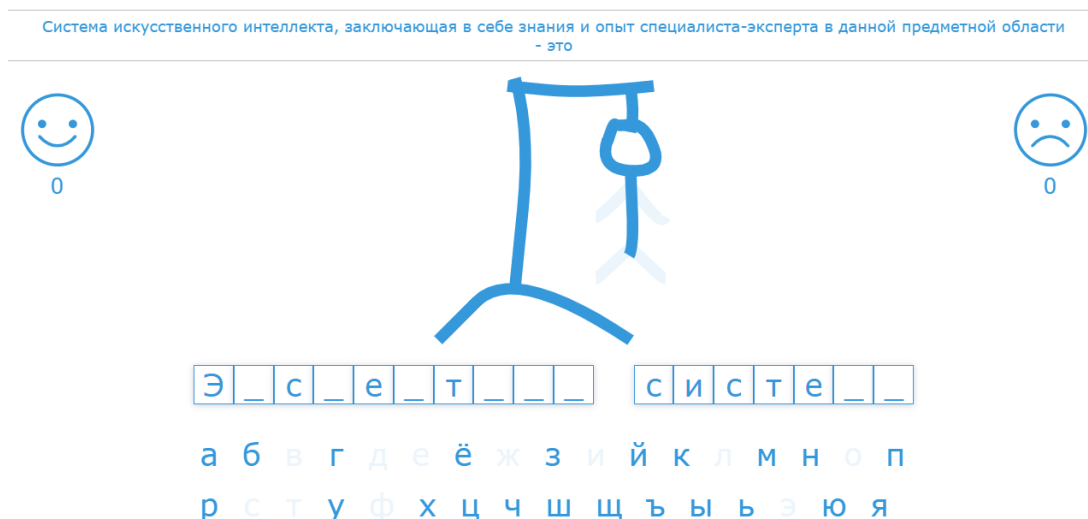 Система искусственного интеллекта, заключающая в себе знания и опыт специалиста-эксперта в данной предметной области
- это
0
0
Э _ с _ е _ т _ _ _ с и с т е _ _
а б в г д е ё ж з и й к л м н о п
р с т у ф х ц ч ш щ ъ ы ь э ю я